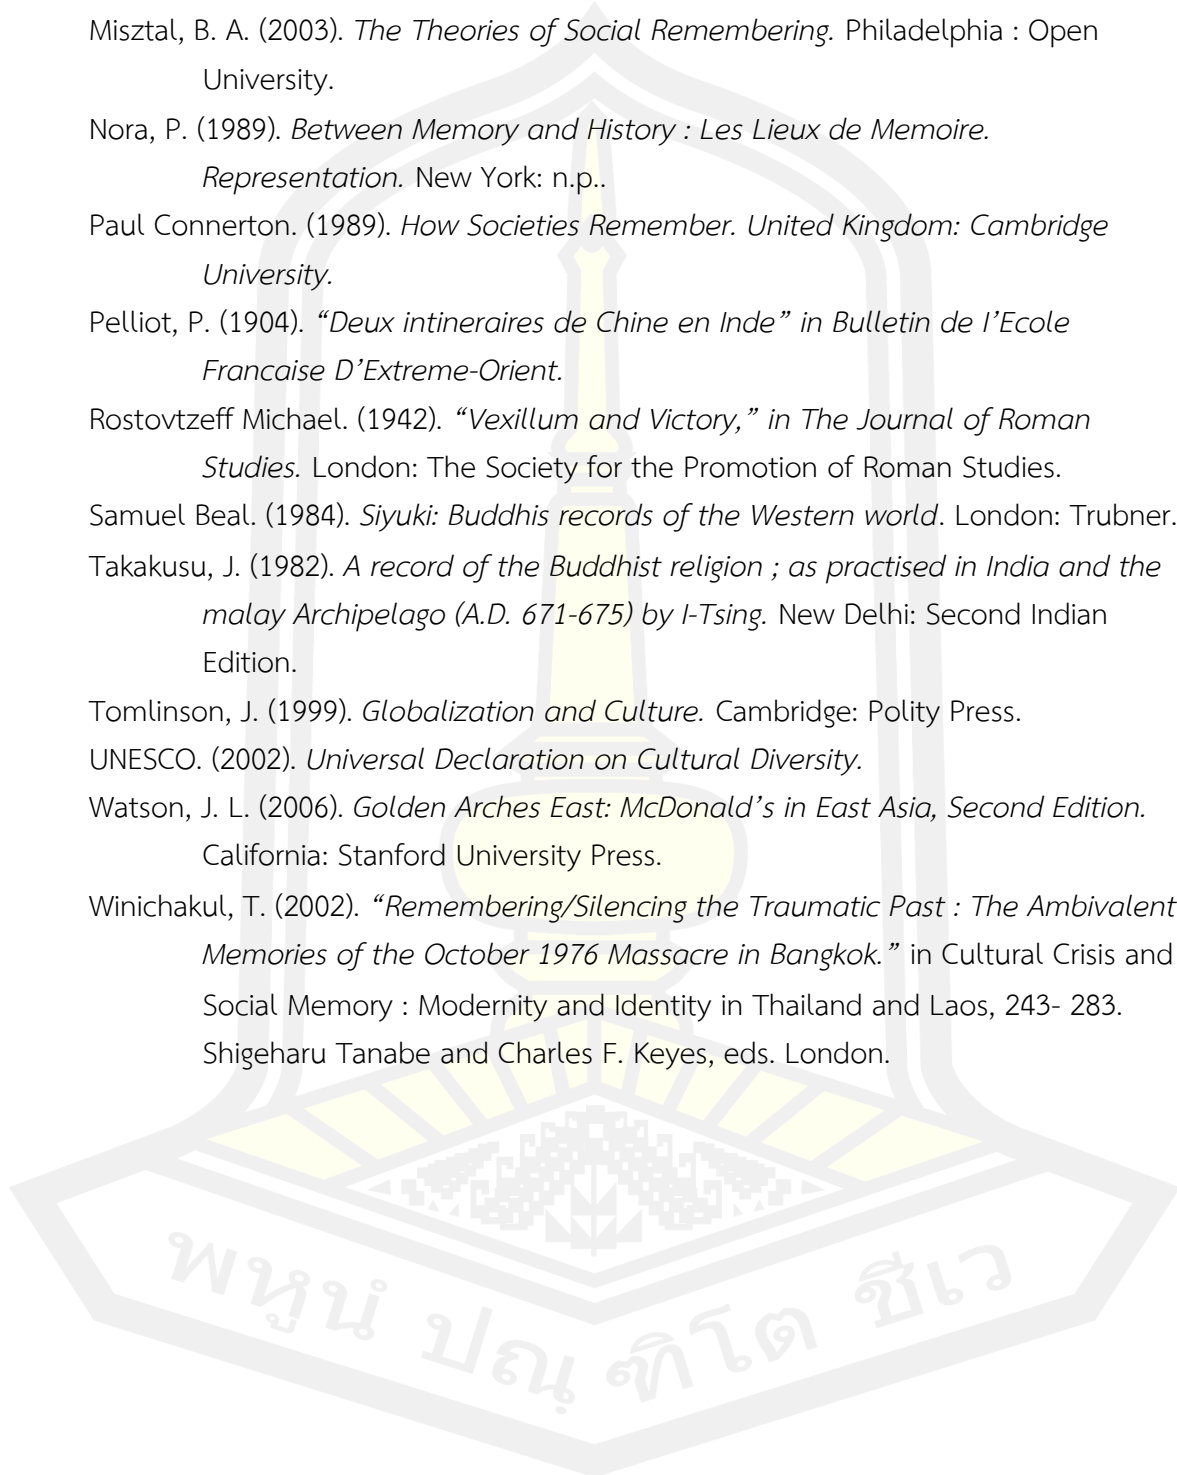 Misztal, B. A. (2003). The Theories of Social Remembering. Philadelphia : Open
University.
Nora, P. (1989). Between Memory and History : Les Lieux de Memoire.
Representation. New York: n.p..
Paul Connerton. (1989). How Societies Remember. United Kingdom: Cambridge
University.
Pelliot, P. (1904). “Deux intineraires de Chine en Inde” in Bulletin de I’Ecole
Francaise D’Extreme-Orient.
Rostovtzeff Michael. (1942). “Vexillum and Victory,” in The Journal of Roman
Studies. London: The Society for the Promotion of Roman Studies.
Samuel Beal. (1984). Siyuki: Buddhis records of the Western world. London: Trubner.
Takakusu, J. (1982). A record of the Buddhist religion ; as practised in India and the
malay Archipelago (A.D. 671-675) by I-Tsing. New Delhi: Second Indian
Edition.
Tomlinson, J. (1999). Globalization and Culture. Cambridge: Polity Press.
UNESCO. (2002). Universal Declaration on Cultural Diversity.
Watson, J. L. (2006). Golden Arches East: McDonald’s in East Asia, Second Edition.
California: Stanford University Press.
Winichakul, T. (2002). “Remembering/Silencing the Traumatic Past : The Ambivalent
Memories of the October 1976 Massacre in Bangkok.” in Cultural Crisis and
Social Memory : Modernity and Identity in Thailand and Laos, 243- 283.
Shigeharu Tanabe and Charles F. Keyes, eds. London.
พหูนํ ปณฺฑิโต ชีเว